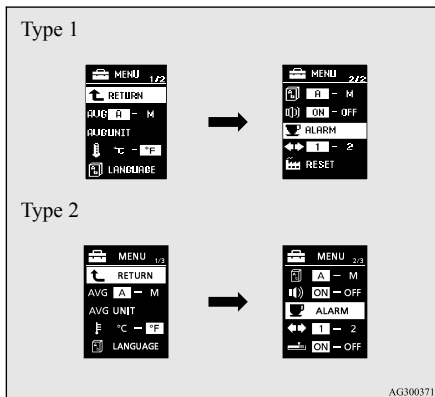 Type 1
MENU 1/2
RETURN
AVG A – M
AVG UNIT
°C – °F
LANGUAGE
MENU 2/2
A – M
ON – OFF
ALARM
1 – 2
RESET
Type 2
MENU 1/3
RETURN
AVG A – M
AVG UNIT
°C – °F
LANGUAGE
MENU 2/3
A – M
ON – OFF
ALARM
1 – 2
ON – OFF
AG300371